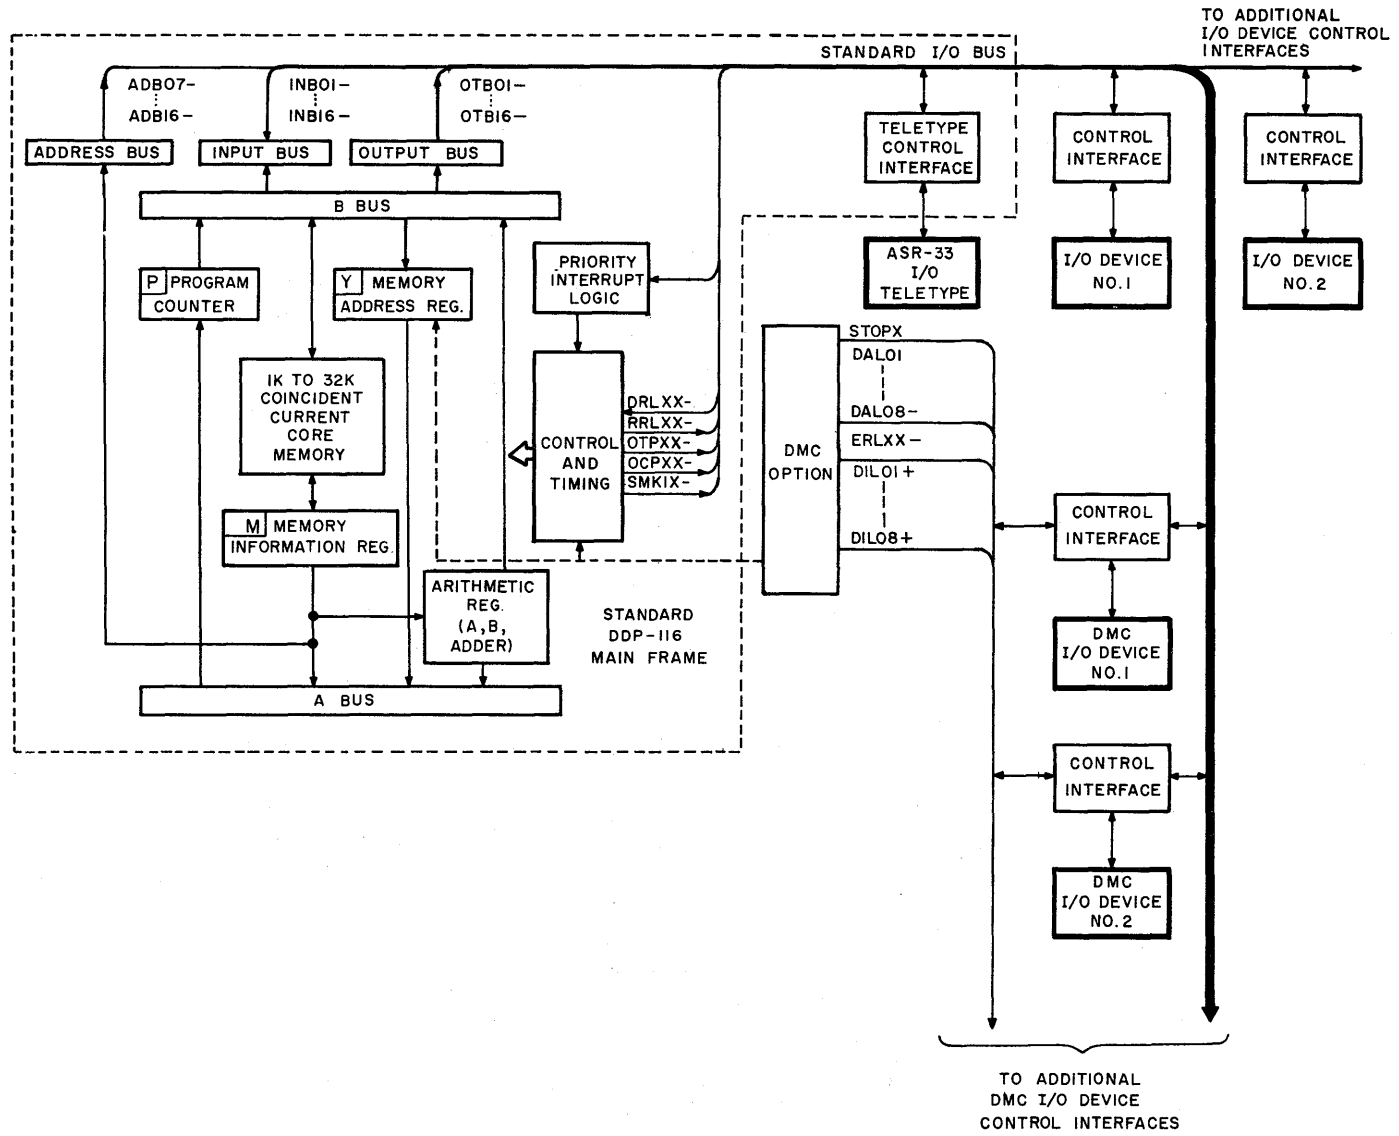 TO ADDITIONAL
I/O DEVICE CONTROL
INTERFACES
STANDARD I/O BUS
ADB07-
ADB16-
INB01-
INB16-
OTB01-
OTB16-
ADDRESS BUS
INPUT BUS
OUTPUT BUS
TELETYPE
CONTROL
INTERFACE
CONTROL
INTERFACE
CONTROL
INTERFACE
B BUS
P PROGRAM
COUNTER
Y MEMORY
ADDRESS REG.
PRIORITY
INTERRUPT
LOGIC
ASR-33
I/O
TELETYPE
I/O DEVICE
NO.1
I/O DEVICE
NO.2
1K TO 32K
COINCIDENT
CURRENT
CORE
MEMORY
CONTROL
AND
TIMING
DRLXX-
RRLXX-
OTPXX-
OCPXX-
SMK1X-
DMC
OPTION
STOPX
DAL01
DAL08-
ERLXX-
DIL01+
DIL08+
M MEMORY
INFORMATION REG.
CONTROL
INTERFACE
ARITHMETIC
REG.
(A,B,
ADDER)
STANDARD
DDP-116
MAIN FRAME
DMC
I/O DEVICE
NO.1
A BUS
CONTROL
INTERFACE
DMC
I/O DEVICE
NO.2
TO ADDITIONAL
DMC I/O DEVICE
CONTROL INTERFACES